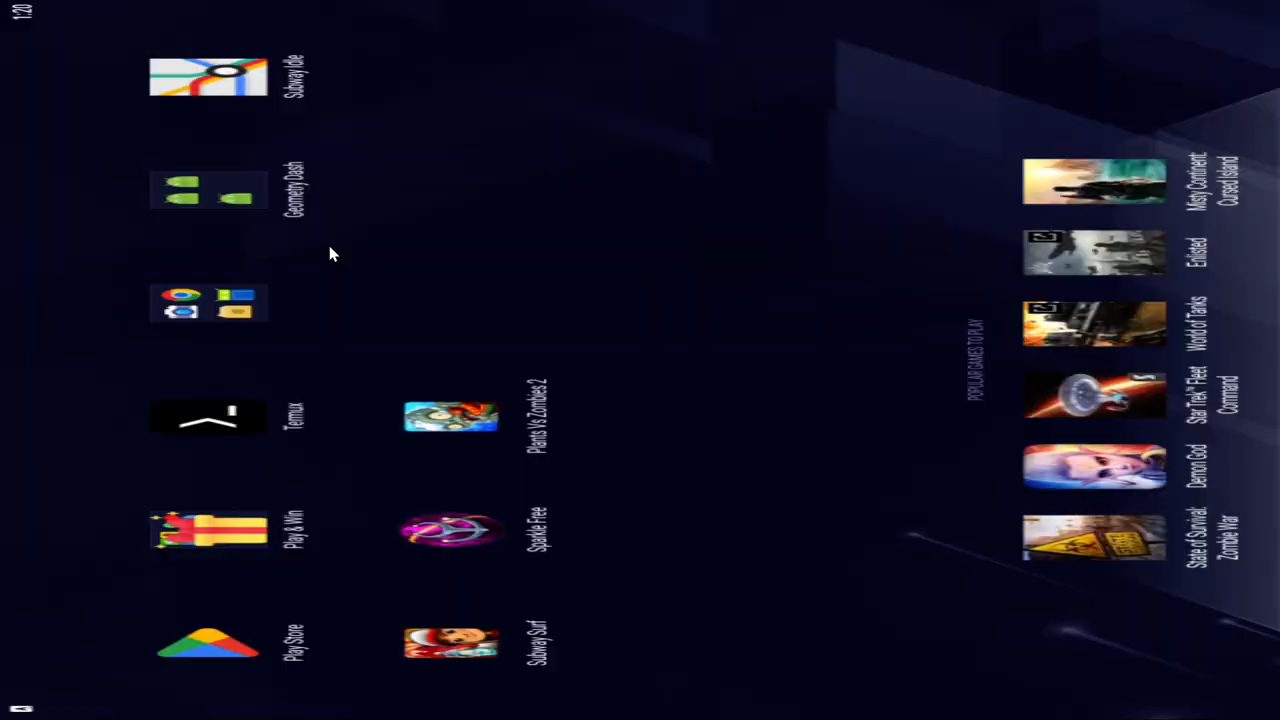 1:20
Play Store
Play & Win
Termux
Geometry Dash
Subway Idle
Subway Surf
Sparkle Free
Plants Vs Zombies 2
POPULAR GAMES TO PLAY
State of Survival:
Zombie War
Demon God
Star Trek™ Fleet
Command
World of Tanks
Enlisted
Misty Continent:
Cursed Island